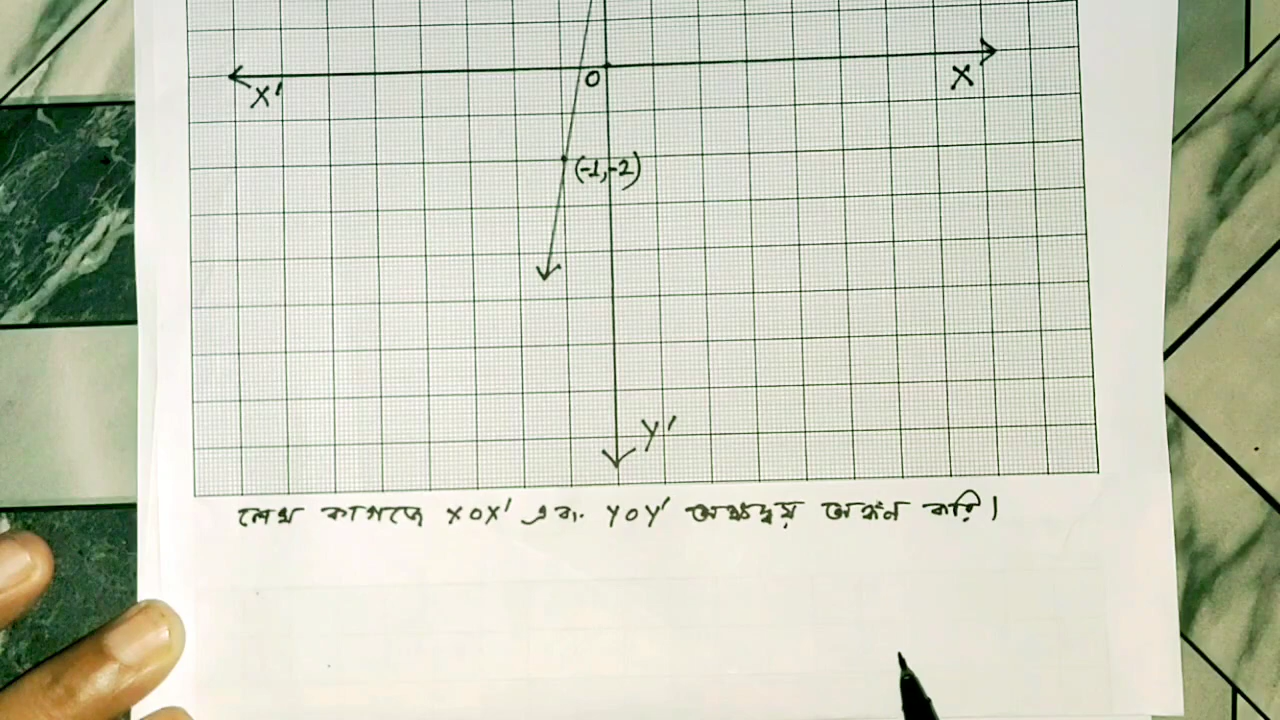 O
X
X'
(-1,-2)
Y'
লেখ কাগজে XOX' এবং YOY' অক্ষদ্বয় অঙ্কন করি।